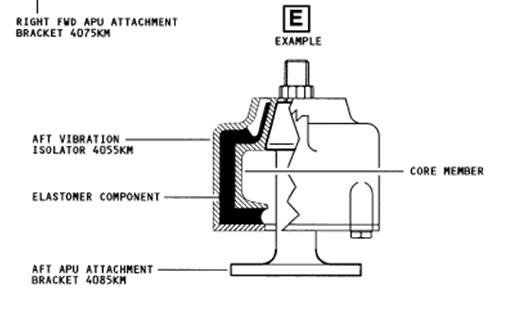 RIGHT FWD APU ATTACHMENT
BRACKET 4075KM
E
EXAMPLE
AFT VIBRATION
ISOLATOR 4055KM
CORE MEMBER
ELASTOMER COMPONENT
AFT APU ATTACHMENT
BRACKET 4085KM